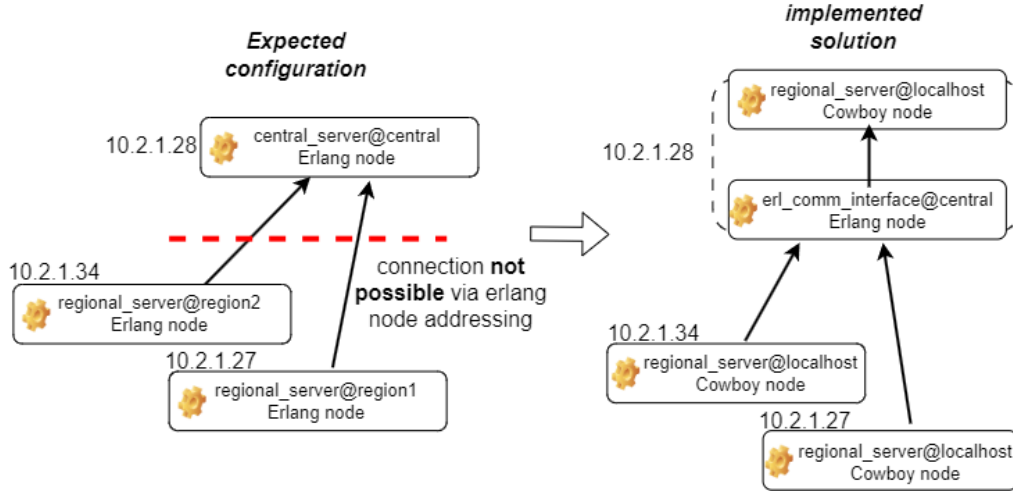 Expected
configuration
10.2.1.28
central_server@central
Erlang node
10.2.1.34
regional_server@region2
Erlang node
10.2.1.27
regional_server@region1
Erlang node
connection not
possible via erlang
node addressing
implemented
solution
regional_server@localhost
Cowboy node
10.2.1.28
erl_comm_interface@central
Erlang node
10.2.1.34
regional_server@localhost
Cowboy node
10.2.1.27
regional_server@localhost
Cowboy node